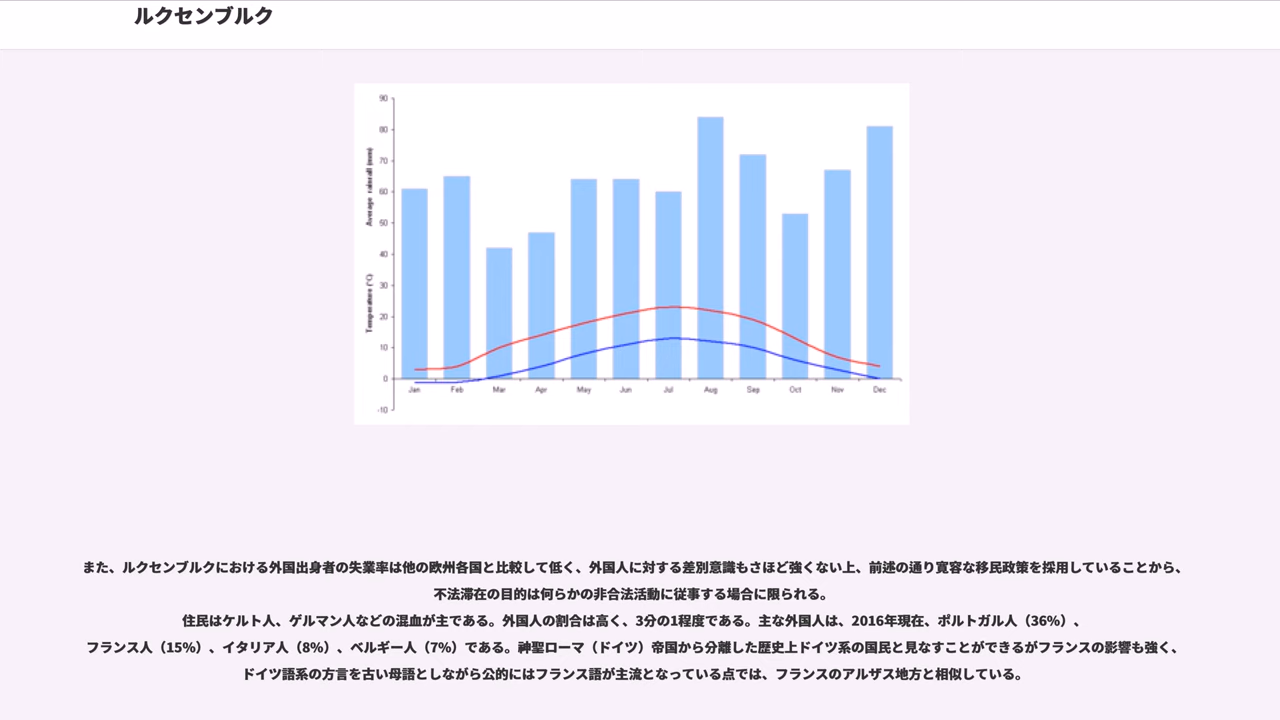 ルクセンブルク
90
80
70
60
50
40
30
20
10
0
-10
Average rainfall (mm)
Temperature (°C)
Jan Feb Mar Apr May Jun Jul Aug Sep Oct Nov Dec
また、ルクセンブルクにおける外国出身者の失業率は他の欧州各国と比較して低く、外国人に対する差別意識もさほど強くない上、前述の通り寛容な移民政策を採用していることから、
不法滞在の目的は何らかの非合法活動に従事する場合に限られる。
住民はケルト人、ゲルマン人などの混血が主である。外国人の割合は高く、3分の1程度である。主な外国人は、2016年現在、ポルトガル人（36%）、
フランス人（15%）、イタリア人（8%）、ベルギー人（7%）である。神聖ローマ（ドイツ）帝国から分離した歴史上ドイツ系の国民と見なすことができるがフランスの影響も強く、
ドイツ語系の方言を古い母語としながら公的にはフランス語が主流となっている点では、フランスのアルザス地方と相似している。